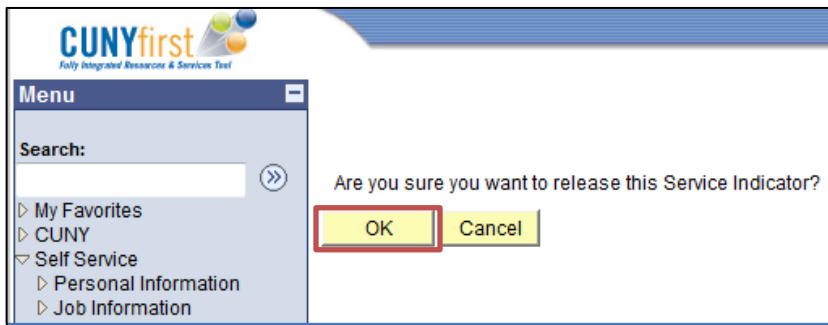 CUNYfirst
Fully Integrated Resources & Services Tool
Menu
Search:
My Favorites
CUNY
Self Service
Personal Information
Job Information
Are you sure you want to release this Service Indicator?
OK Cancel